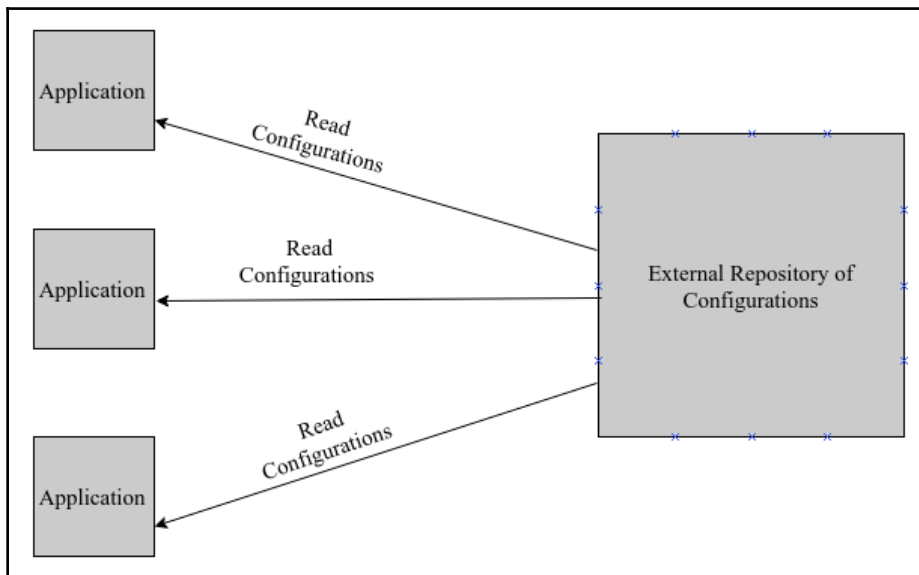 Application
Read
Configurations
Application
Read
Configurations
External Repository of
Configurations
Application
Read
Configurations